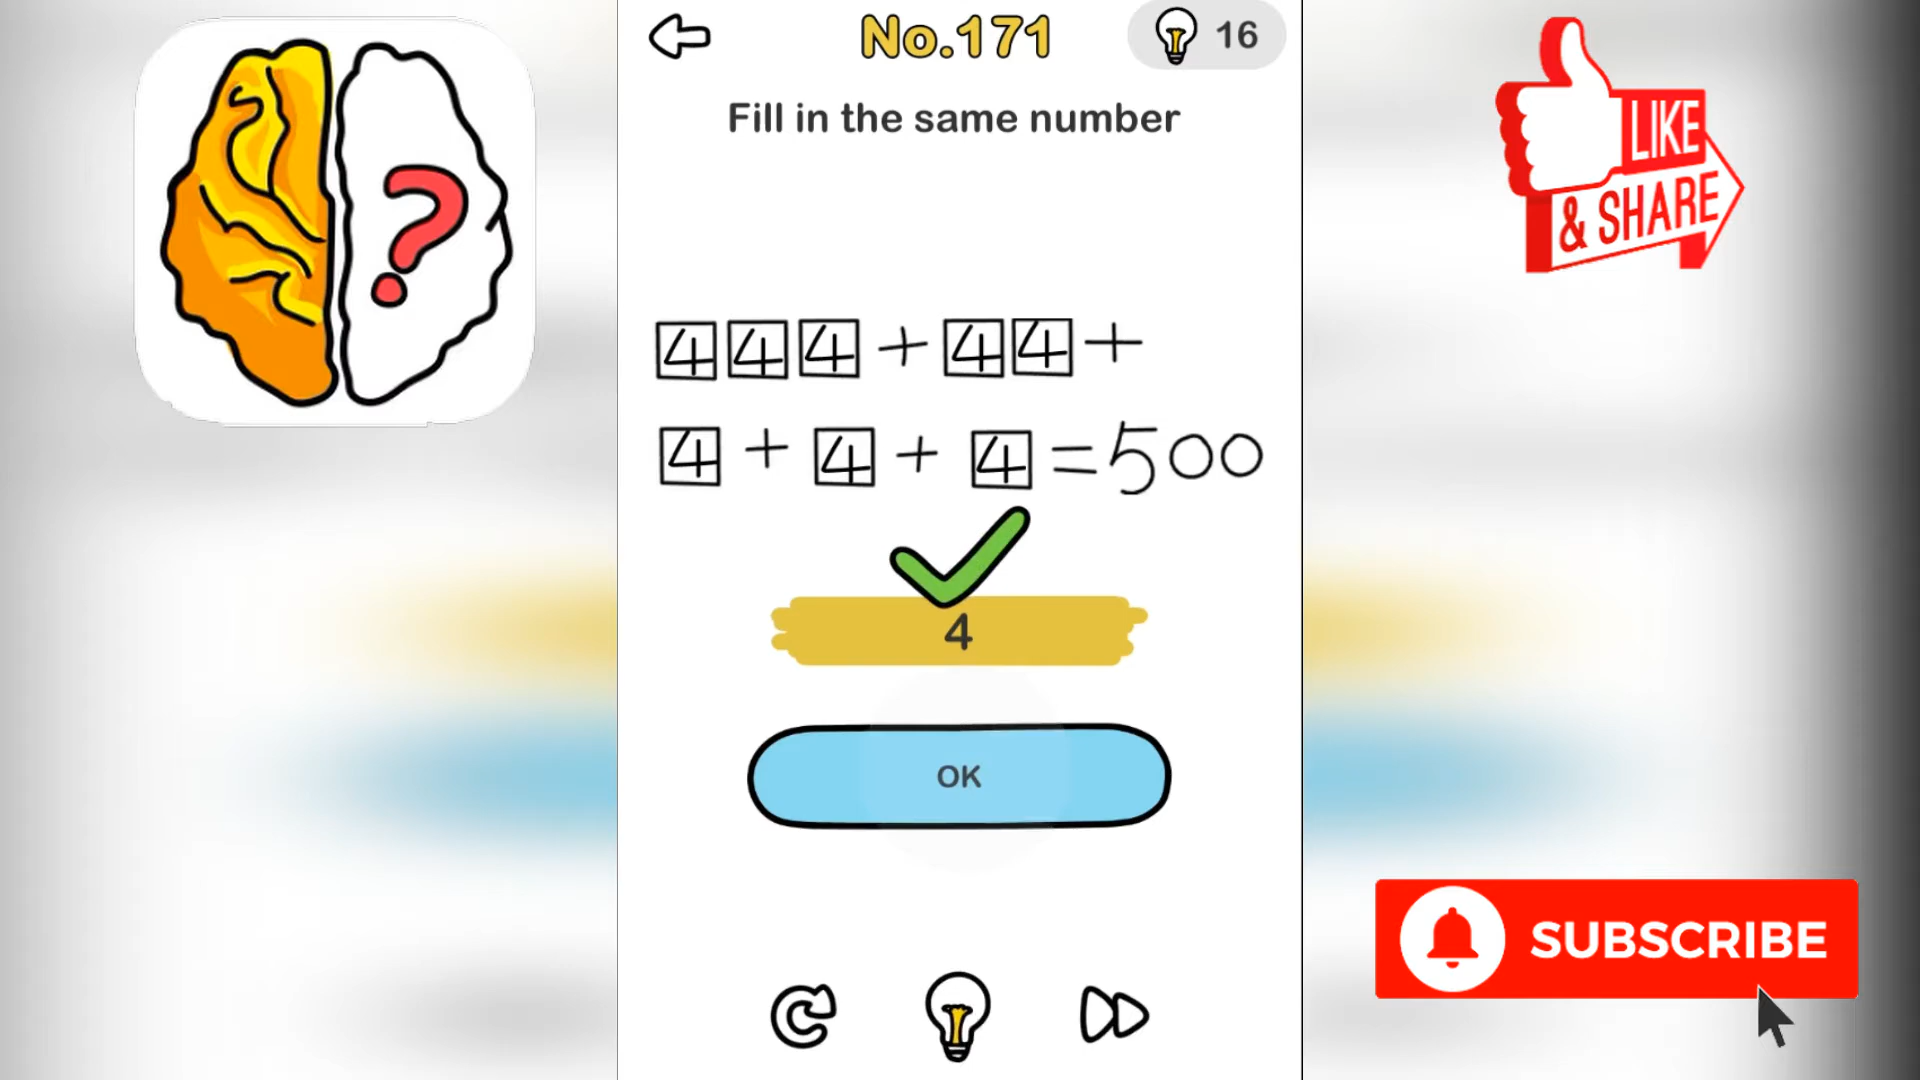 No.171
16
Fill in the same number
444+44+
4+4+4=500
4
OK
?
LIKE
& SHARE
SUBSCRIBE